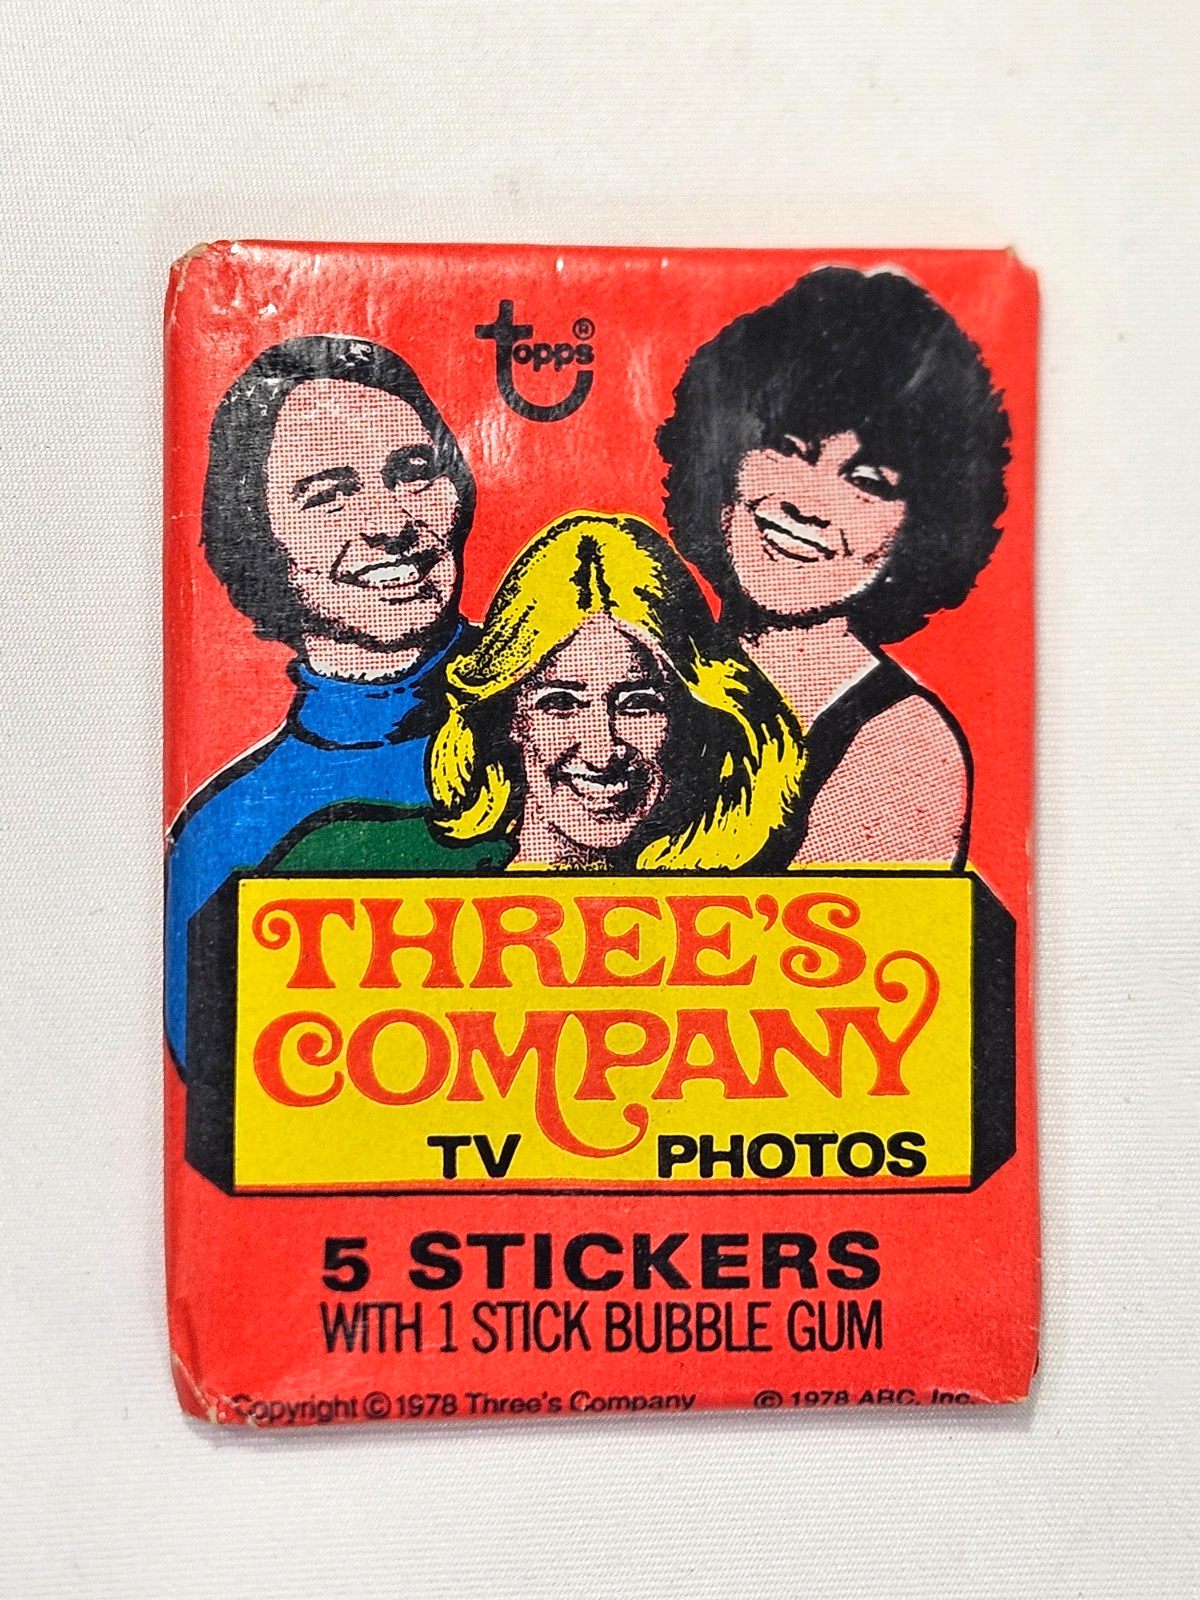 topps®
THREE'S
COMPANY
TV PHOTOS
5 STICKERS
WITH 1 STICK BUBBLE GUM
Copyright © 1978 Three's Company © 1978 ABC, Inc.